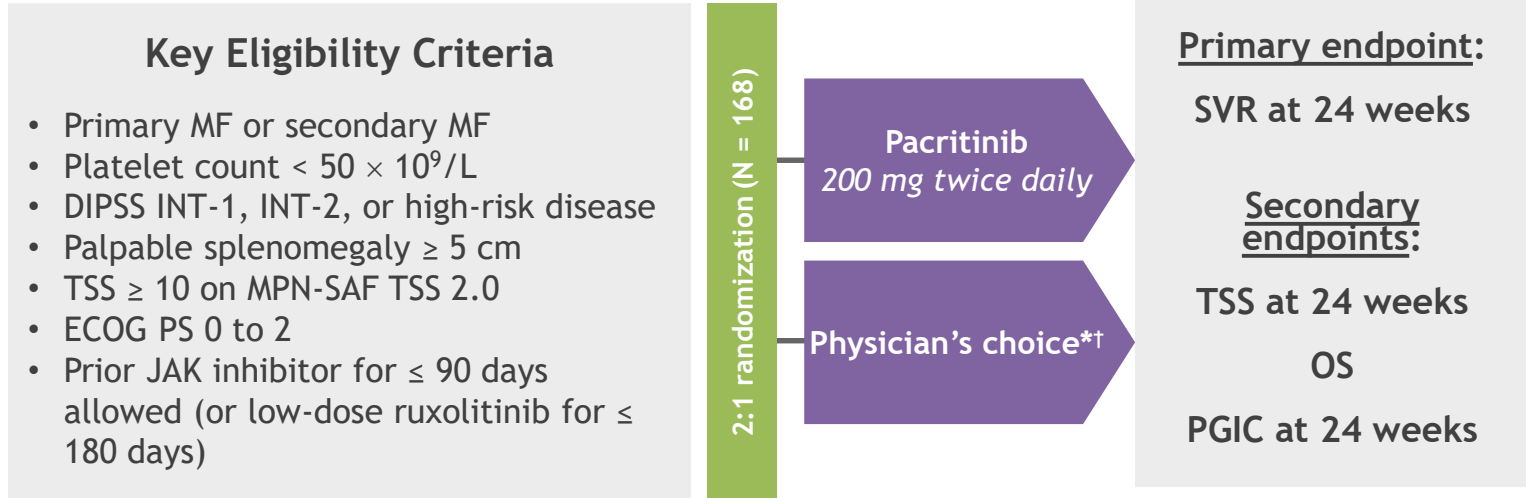 Key Eligibility Criteria
• Primary MF or secondary MF
• Platelet count < 50 × 10⁹/L
• DIPSS INT-1, INT-2, or high-risk disease
• Palpable splenomegaly ≥ 5 cm
• TSS ≥ 10 on MPN-SAF TSS 2.0
• ECOG PS 0 to 2
• Prior JAK inhibitor for ≤ 90 days
allowed (or low-dose ruxolitinib for ≤
180 days)
2:1 randomization (N = 168)
Pacritinib
200 mg twice daily
Physician’s choice*†
Primary endpoint:
SVR at 24 weeks
Secondary
endpoints:
TSS at 24 weeks
OS
PGIC at 24 weeks